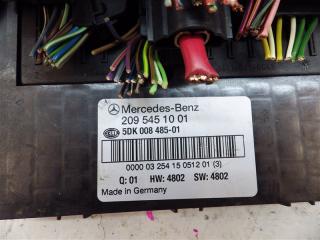 Mercedes-Benz
209 545 10 01
HELLA 5DK 008 485-01
0000 03 254 15 0512 01 (3)
Q: 01 HW: 4802 SW: 4802
Made in Germany